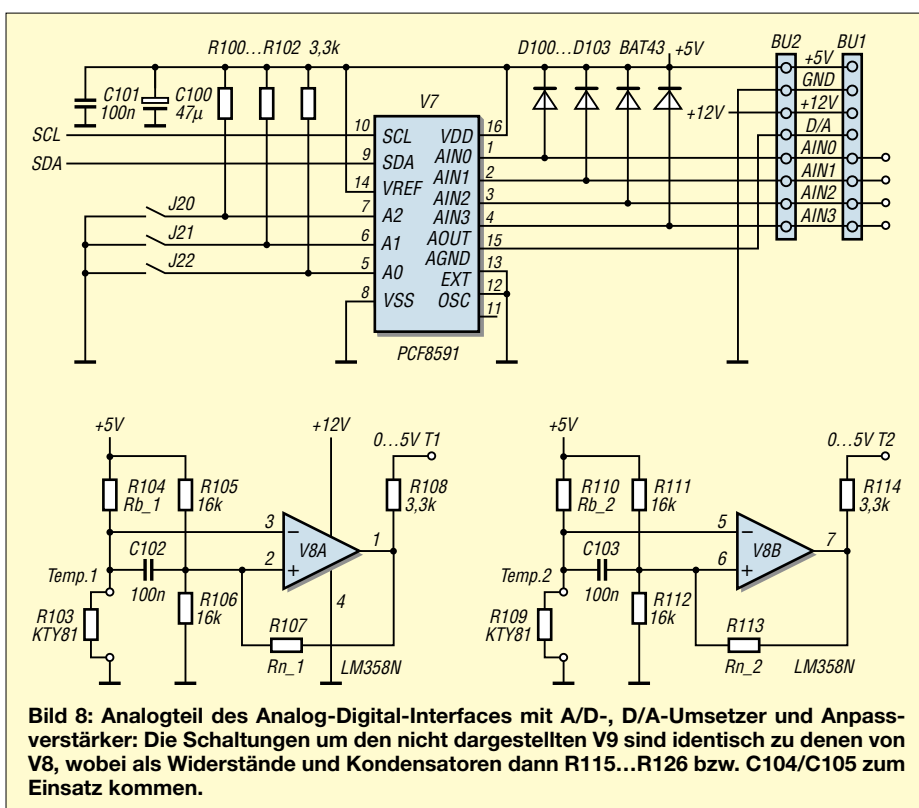 R100…R102 3,3k
D100…D103 BAT43
+5V
BU2
BU1
C101
100n
C100
47µ
V7
+5V
GND
+12V
+12V
D/A
SCL
10
SCL
VDD
16
SDA
9
SDA
AIN0
1
AIN0
14
VREF
AIN1
2
AIN1
J20
7
A2
AIN2
3
AIN2
AIN3
4
AIN3
J21
6
A1
AOUT
15
J22
5
A0
AGND
13
EXT
12
8
VSS
OSC
11
PCF8591
+5V
+12V
0…5V T1
R104
Rb_1
R105
16k
R108
3,3k
3
−
V8A
1
C102
100n
2
+
Temp.1
R103
KTY81
R106
16k
4
R107
Rn_1
LM358N
+5V
0…5V T2
R110
Rb_2
R111
16k
R114
3,3k
5
−
V8B
7
C103
100n
6
+
Temp.2
R109
KTY81
R112
16k
R113
Rn_2
LM358N
Bild 8: Analogteil des Analog-Digital-Interfaces mit A/D-, D/A-Umsetzer und Anpass-
verstärker: Die Schaltungen um den nicht dargestellten V9 sind identisch zu denen von
V8, wobei als Widerstände und Kondensatoren dann R115…R126 bzw. C104/C105 zum
Einsatz kommen.